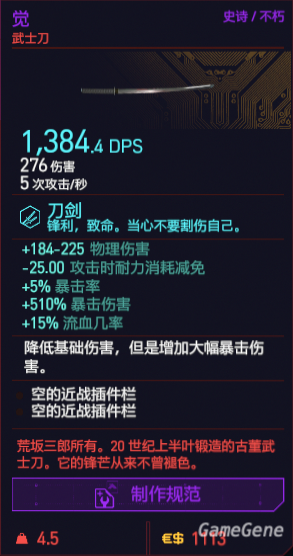 觉
史诗 / 不朽
武士刀
1,384.4 DPS
276 伤害
5 次攻击/秒
刀剑
锋利，致命。当心不要割伤自己。
+184-225 物理伤害
-25.00 攻击时耐力消耗减免
+5% 暴击率
+510% 暴击伤害
+15% 流血几率
降低基础伤害，但是增加大幅暴击伤
害。
空的近战插件栏
空的近战插件栏
荒坂三郎所有。20 世纪上半叶锻造的古董武
士刀。它的锋芒从来不曾褪色。
制作规范
4.5
€$ 1113
GameGene